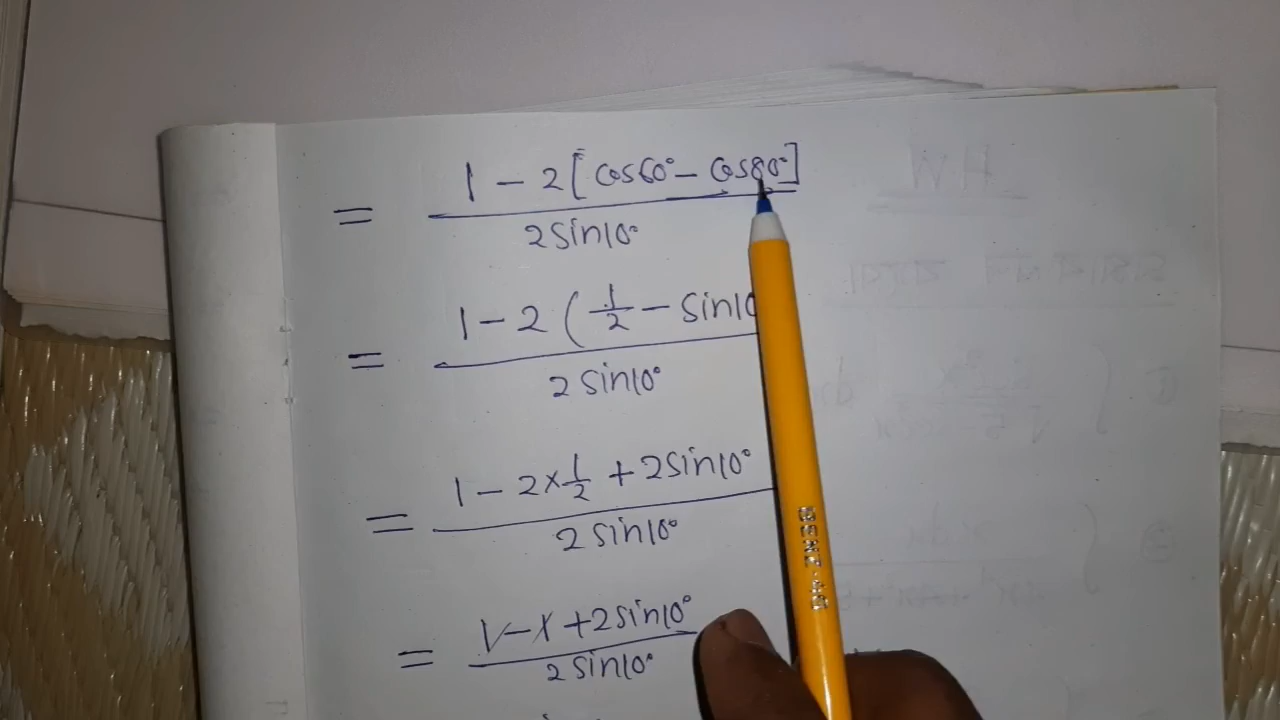 = 1 - 2[cos60° - cos80°]
2sin10°
= 1 - 2 ( 1/2 - sin10
2 sin10°
= 1 - 2 × 1/2 + 2sin10°
2 sin10°
= 1 - 1 + 2sin10°
2 sin10°
BENZ